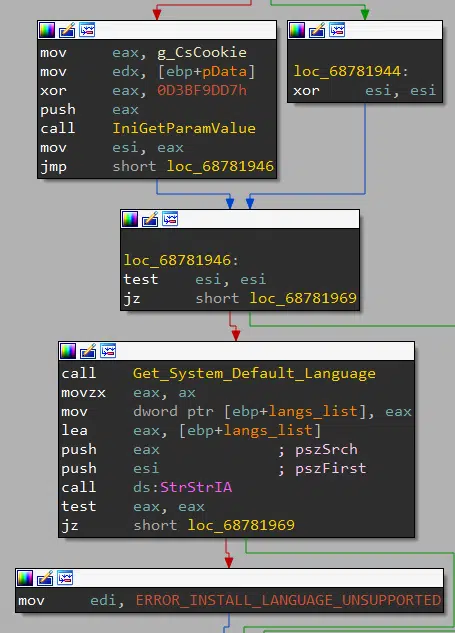 mov eax, g_CsCookie
mov edx, [ebp+pData]
xor eax, 0D3BF9DD7h
push eax
call IniGetParamValue
mov esi, eax
jmp short loc_68781946
loc_68781944:
xor esi, esi
loc_68781946:
test esi, esi
jz short loc_68781969
call Get_System_Default_Language
movzx eax, ax
mov dword ptr [ebp+langs_list], eax
lea eax, [ebp+langs_list]
push eax ; pszSrch
push esi ; pszFirst
call ds:StrStrIA
test eax, eax
jz short loc_68781969
mov edi, ERROR_INSTALL_LANGUAGE_UNSUPPORTED